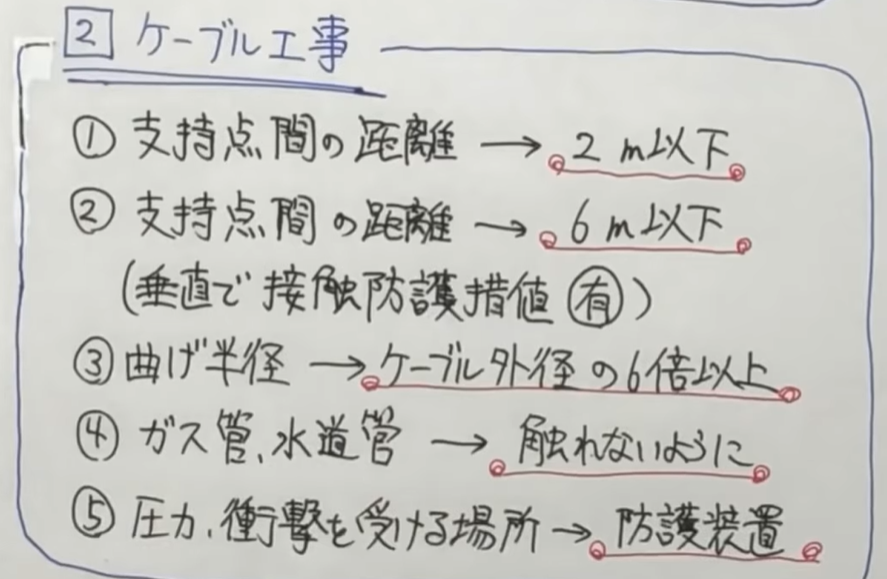 2 ケーブル工事
① 支持点間の距離 → 2m以下
② 支持点間の距離 → 6m以下
(垂直で接触防護措値 有)
③ 曲げ半径 → ケーブル外径の6倍以上
④ ガス管、水道管 → 触れないように
⑤ 圧力、衝撃を受ける場所 → 防護装置